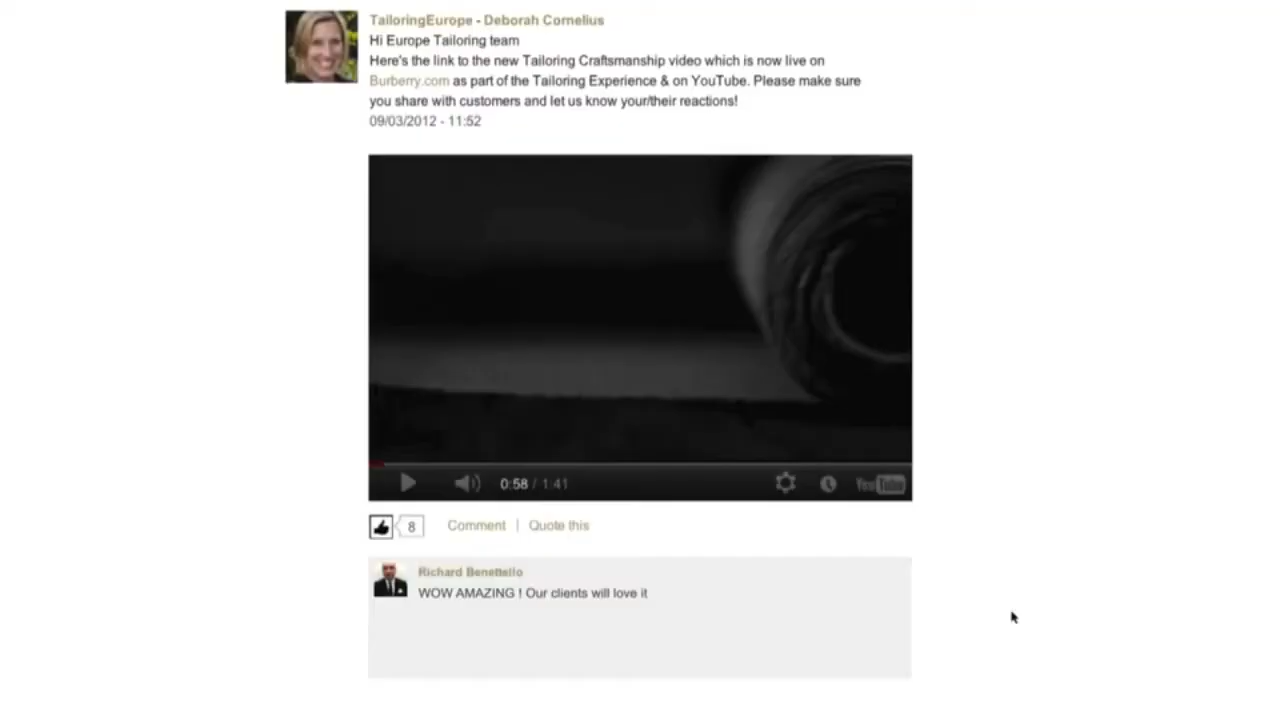 TailoringEurope - Deborah Cornelius
Hi Europe Tailoring team
Here's the link to the new Tailoring Craftsmanship video which is now live on
Burberry.com as part of the Tailoring Experience & on YouTube. Please make sure
you share with customers and let us know your/their reactions!
09/03/2012 - 11:52
0:58 / 1:41
YouTube
8
Comment | Quote this
Richard Benettello
WOW AMAZING ! Our clients will love it